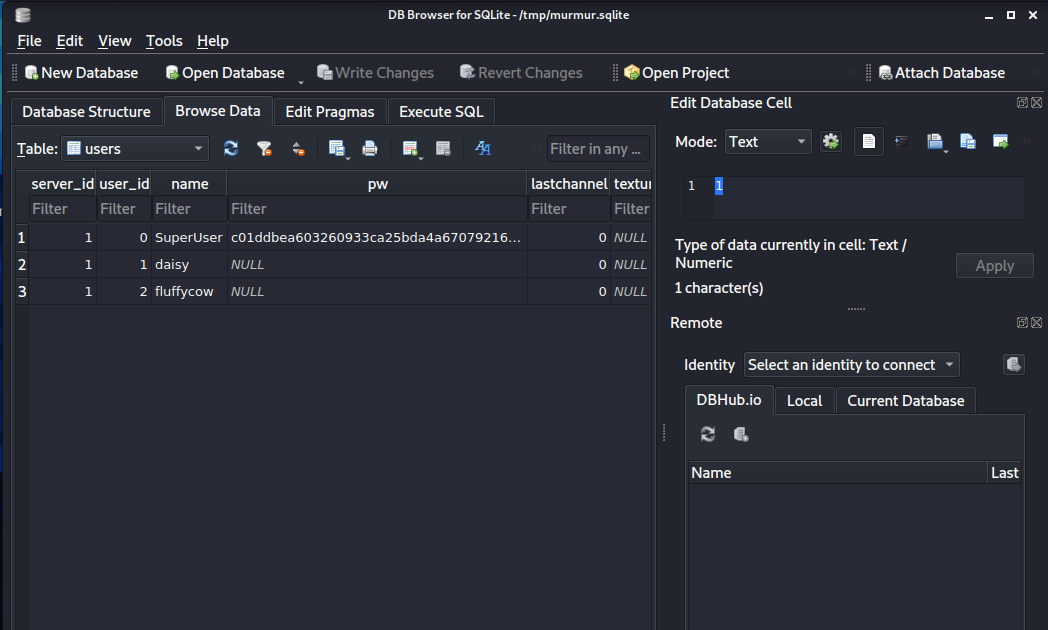 DB Browser for SQLite - /tmp/murmur.sqlite
File Edit View Tools Help
New Database Open Database Write Changes Revert Changes Open Project Attach Database
Database Structure Browse Data Edit Pragmas Execute SQL
Table: users Filter in any ...
server_id user_id name pw lastchannel textur
Filter Filter Filter Filter Filter Filter
1 1 0 SuperUser c01ddbea603260933ca25bda4a67079216... 0 NULL
2 1 1 daisy NULL 0 NULL
3 1 2 fluffycow NULL 0 NULL
Edit Database Cell
Mode: Text
1 1
Type of data currently in cell: Text /
Numeric
Apply
1 character(s)
Remote
Identity Select an identity to connect
DBHub.io Local Current Database
Name Last